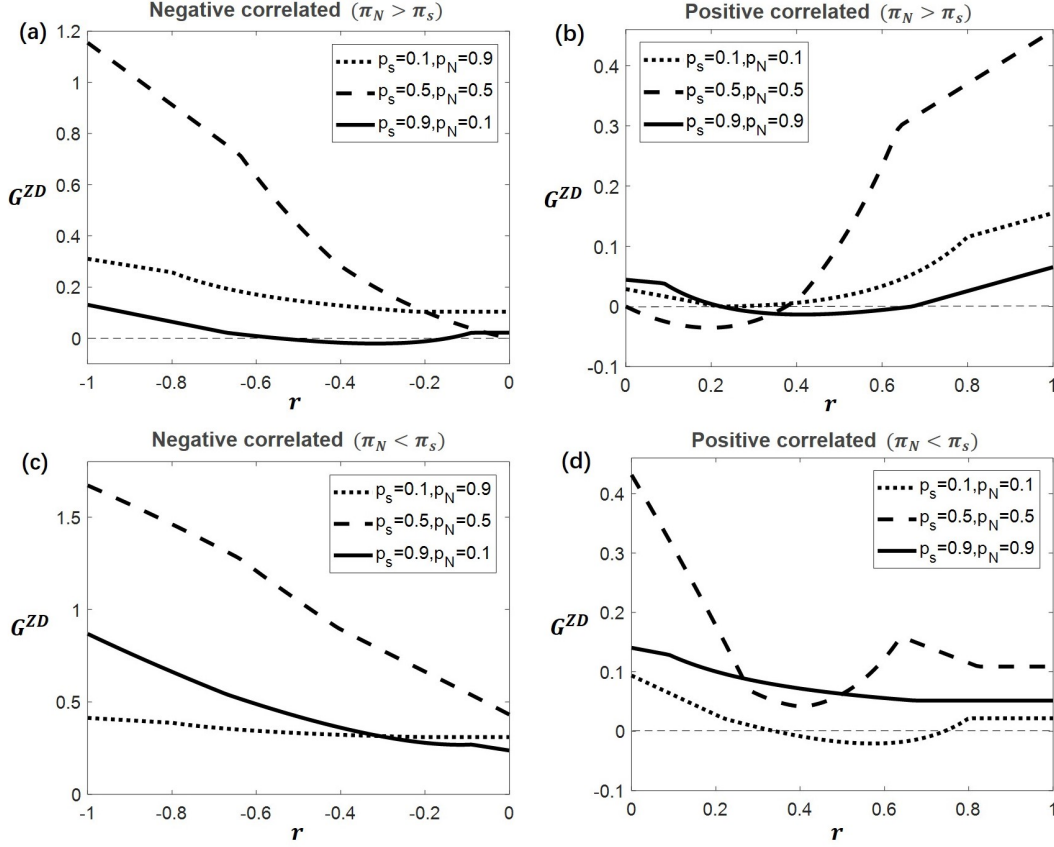 (a)
Negative correlated (π_N > π_s)
1.2
1
0.8
0.6
0.4
0.2
0
G^ZD
p_s=0.1,p_N=0.9
p_s=0.5,p_N=0.5
p_s=0.9,p_N=0.1
-1 -0.8 -0.6 -0.4 -0.2 0
r
(b)
Positive correlated (π_N > π_s)
0.4
0.3
0.2
0.1
0
-0.1
G^ZD
p_s=0.1,p_N=0.1
p_s=0.5,p_N=0.5
p_s=0.9,p_N=0.9
0 0.2 0.4 0.6 0.8 1
r
(c)
Negative correlated (π_N < π_s)
1.5
1
0.5
0
G^ZD
p_s=0.1,p_N=0.9
p_s=0.5,p_N=0.5
p_s=0.9,p_N=0.1
-1 -0.8 -0.6 -0.4 -0.2 0
r
(d)
Positive correlated (π_N < π_s)
0.4
0.3
0.2
0.1
0
-0.1
G^ZD
p_s=0.1,p_N=0.1
p_s=0.5,p_N=0.5
p_s=0.9,p_N=0.9
0 0.2 0.4 0.6 0.8 1
r